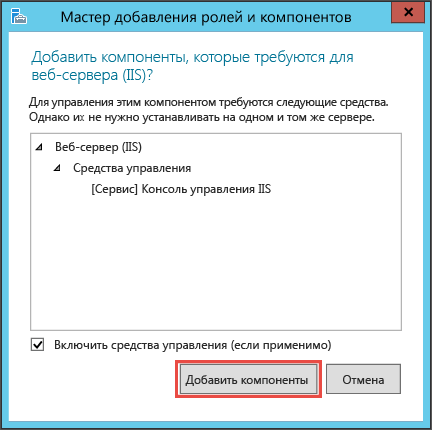 Мастер добавления ролей и компонентов
Добавить компоненты, которые требуются для
веб-сервера (IIS)?
Для управления этим компонентом требуются следующие средства.
Однако их не нужно устанавливать на одном и том же сервере.
Веб-сервер (IIS)
Средства управления
[Сервис] Консоль управления IIS
Включить средства управления (если применимо)
Добавить компоненты
Отмена